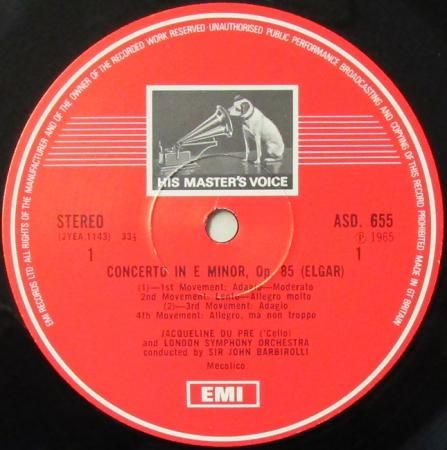 EMI RECORDS LTD ALL RIGHTS OF THE MANUFACTURER AND OF THE OWNER OF THE RECORDED WORK RESERVED · UNAUTHORISED PUBLIC PERFORMANCE BROADCASTING AND COPYING OF THIS RECORD PROHIBITED MADE IN GT BRITAIN
HIS MASTER'S VOICE
STEREO
ASD. 655
(2YEA.1143) 33⅓
℗ 1965
1
1
CONCERTO IN E MINOR, Op. 85 (ELGAR)
(1)—1st Movement: Adagio—Moderato
2nd Movement: Lento—Allegro molto
(2)—3rd Movement: Adagio
4th Movement: Allegro, ma non troppo
JACQUELINE DU PRE ('Cello)
and LONDON SYMPHONY ORCHESTRA
conducted by SIR JOHN BARBIROLLI
Mecolico
EMI